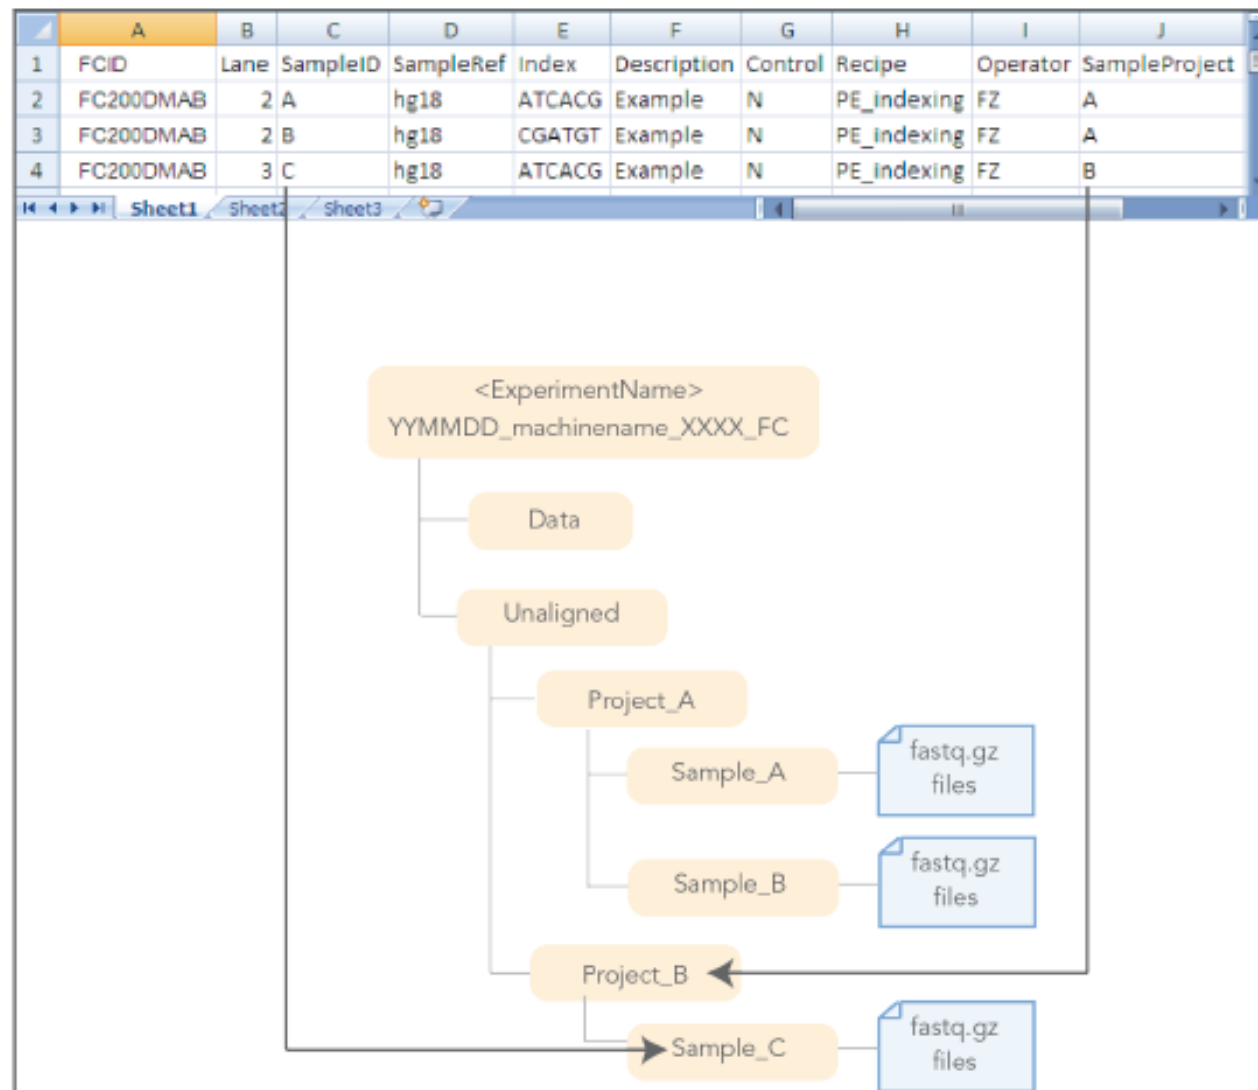 A B C D E F G H I J
1 FCID Lane SampleID SampleRef Index Description Control Recipe Operator SampleProject
2 FC200DMAB 2 A hg18 ATCACG Example N PE_indexing FZ A
3 FC200DMAB 2 B hg18 CGATGT Example N PE_indexing FZ A
4 FC200DMAB 3 C hg18 ATCACG Example N PE_indexing FZ B
Sheet1 Sheet2 Sheet3
<ExperimentName>
YYMMDD_machinename_XXXX_FC
Data
Unaligned
Project_A
Sample_A
fastq.gz
files
Sample_B
fastq.gz
files
Project_B
Sample_C
fastq.gz
files